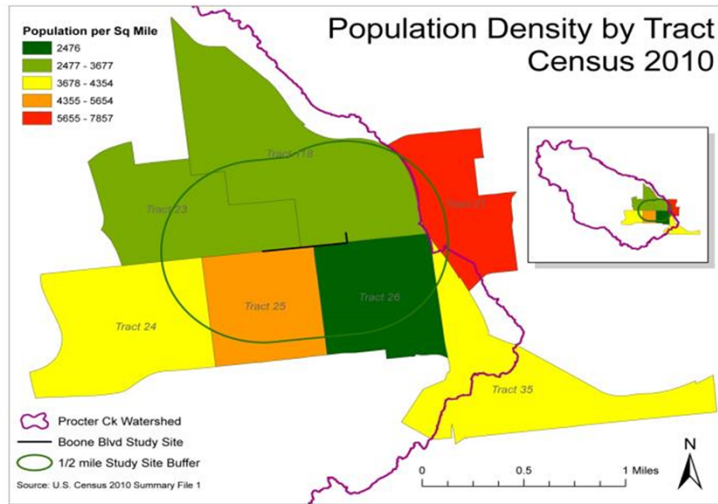 Population Density by Tract
Census 2010
Population per Sq Mile
2476
2477 - 3677
3678 - 4354
4355 - 5654
5655 - 7857
Tract 118
Tract 23
Tract 24
Tract 25
Tract 26
Tract 35
Procter Ck Watershed
Boone Blvd Study Site
1/2 mile Study Site Buffer
Source: U.S. Census 2010 Summary File 1
0 0.5 1 Miles
N